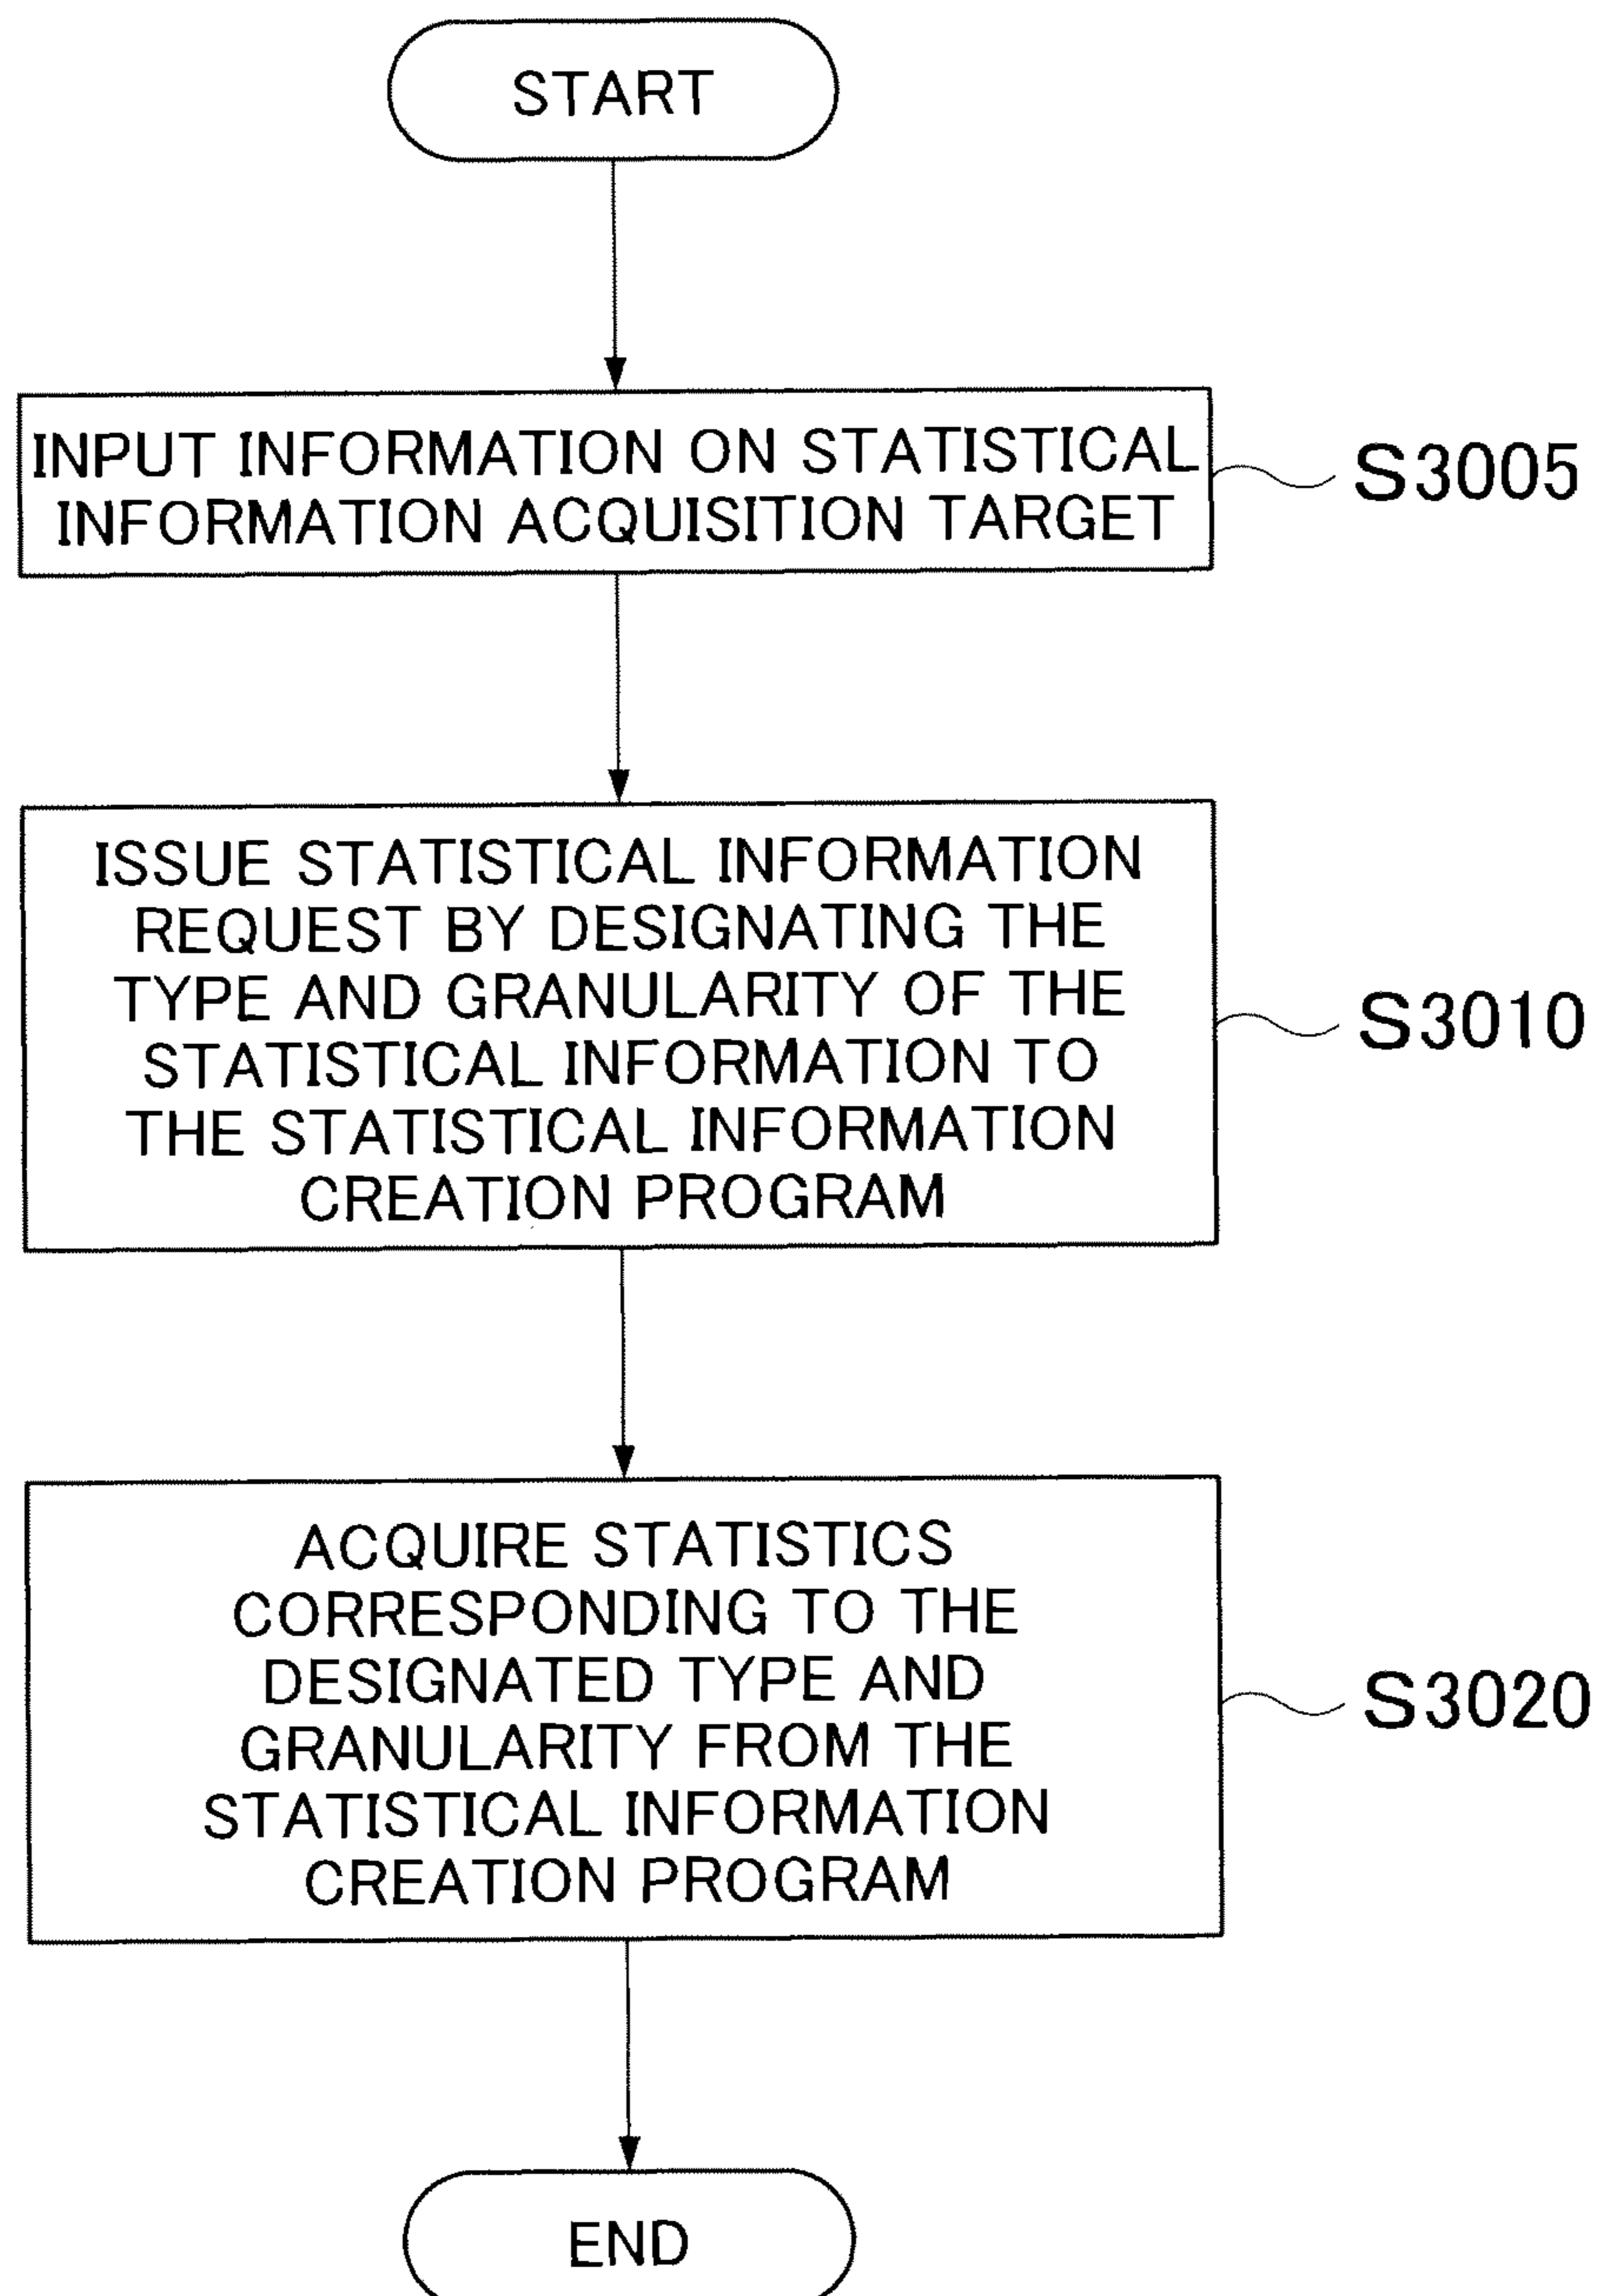 START
INPUT INFORMATION ON STATISTICAL
INFORMATION ACQUISITION TARGET
S3005
ISSUE STATISTICAL INFORMATION
REQUEST BY DESIGNATING THE
TYPE AND GRANULARITY OF THE
STATISTICAL INFORMATION TO
THE STATISTICAL INFORMATION
CREATION PROGRAM
S3010
ACQUIRE STATISTICS
CORRESPONDING TO THE
DESIGNATED TYPE AND
GRANULARITY FROM THE
STATISTICAL INFORMATION
CREATION PROGRAM
S3020
END